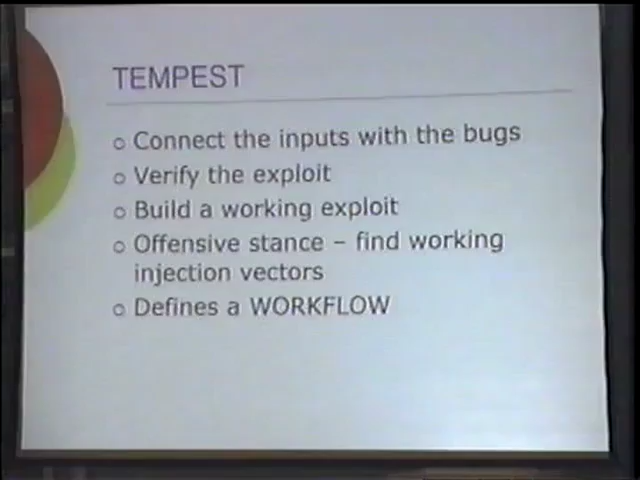 TEMPEST
Connect the inputs with the bugs
Verify the exploit
Build a working exploit
Offensive stance – find working
injection vectors
Defines a WORKFLOW